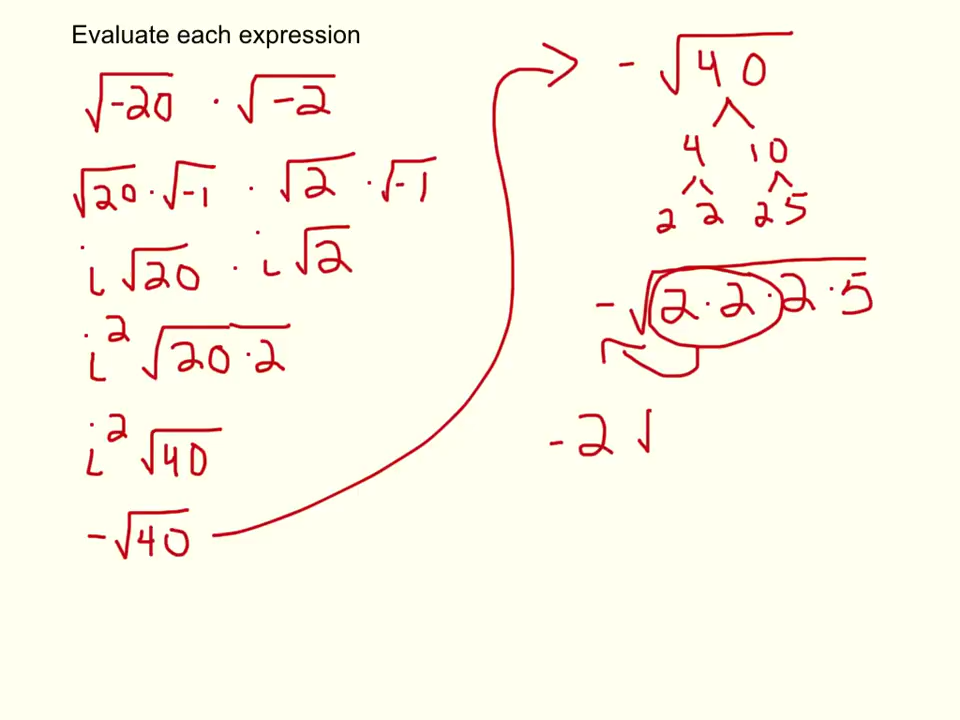 Evaluate each expression
√-20 · √-2
√20 · √-1 · √2 · √-1
i √20 · i √2
i² √20 · 2
i² √40
- √40
- √40
4 10
2 2 2 5
- √2 · 2 · 2 · 5
- 2 √